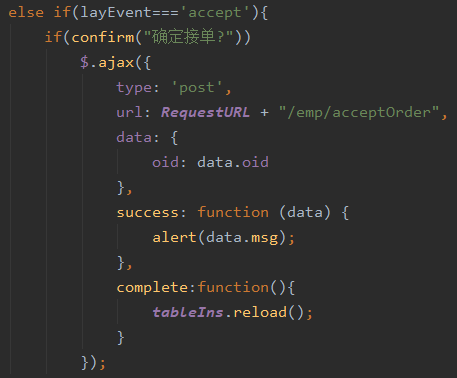 else if(layEvent==='accept'){
    if(confirm("确定接单?"))
        $.ajax({
            type: 'post',
            url: RequestURL + "/emp/acceptOrder",
            data: {
                oid: data.oid
            },
            success: function (data) {
                alert(data.msg);
            },
            complete:function(){
                tableIns.reload();
            }
        });